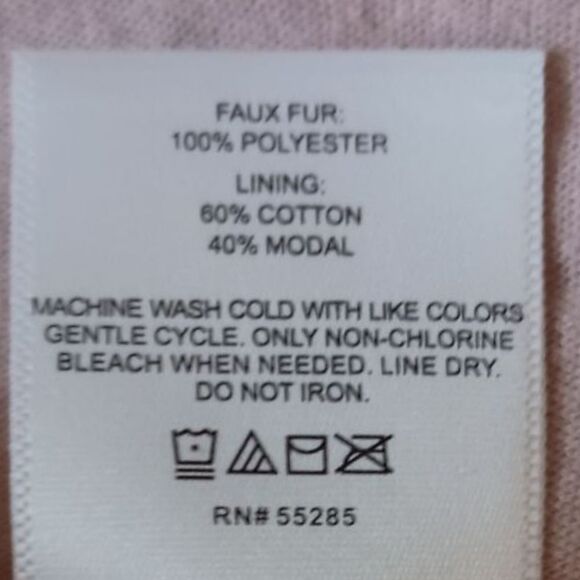 FAUX FUR:
100% POLYESTER
LINING:
60% COTTON
40% MODAL
MACHINE WASH COLD WITH LIKE COLORS
GENTLE CYCLE. ONLY NON-CHLORINE
BLEACH WHEN NEEDED. LINE DRY.
DO NOT IRON.
RN# 55285